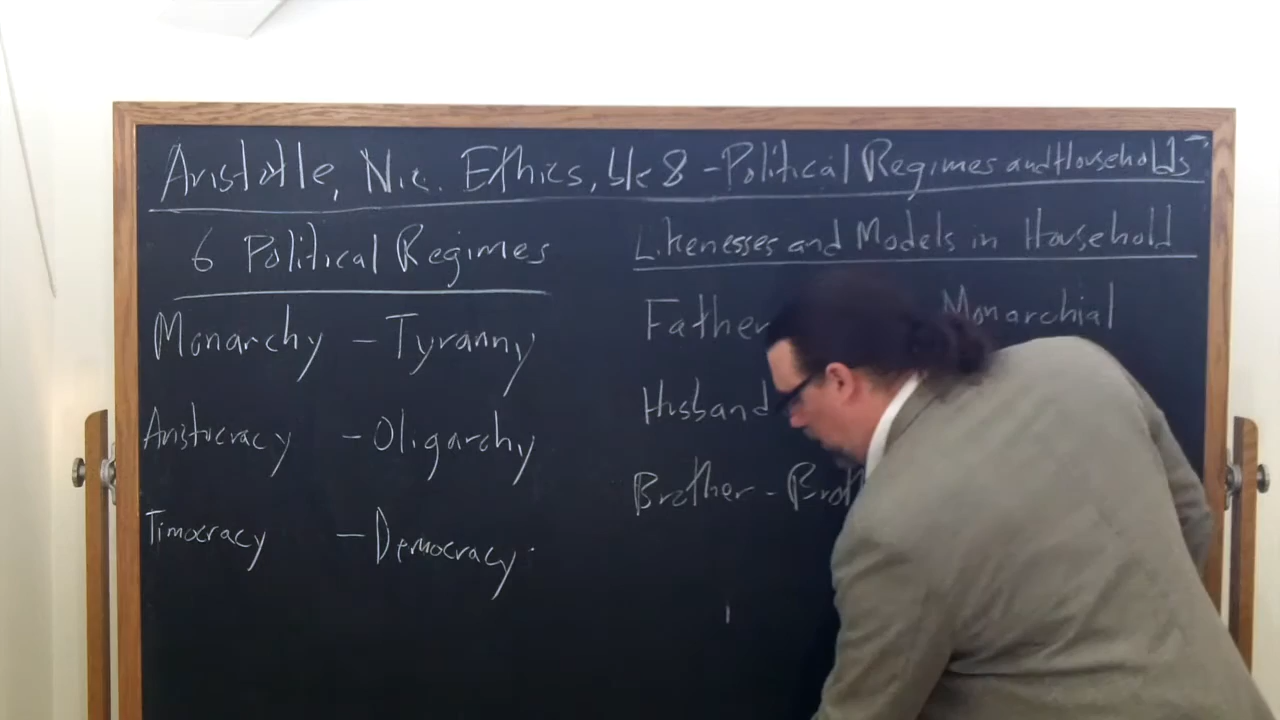 Aristotle, Nic. Ethics, bk 8 - Political Regimes and Households
6 Political Regimes
Monarchy - Tyranny
Aristocracy - Oligarchy
Timocracy - Democracy
Likenesses and Models in Household
Father Monarchial
Husband
Brother -